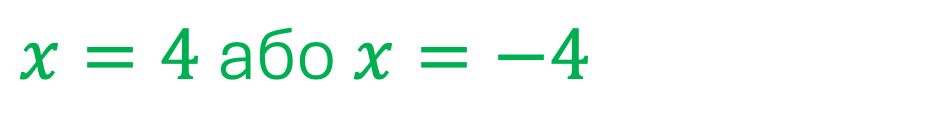 x = 4 або x = −4